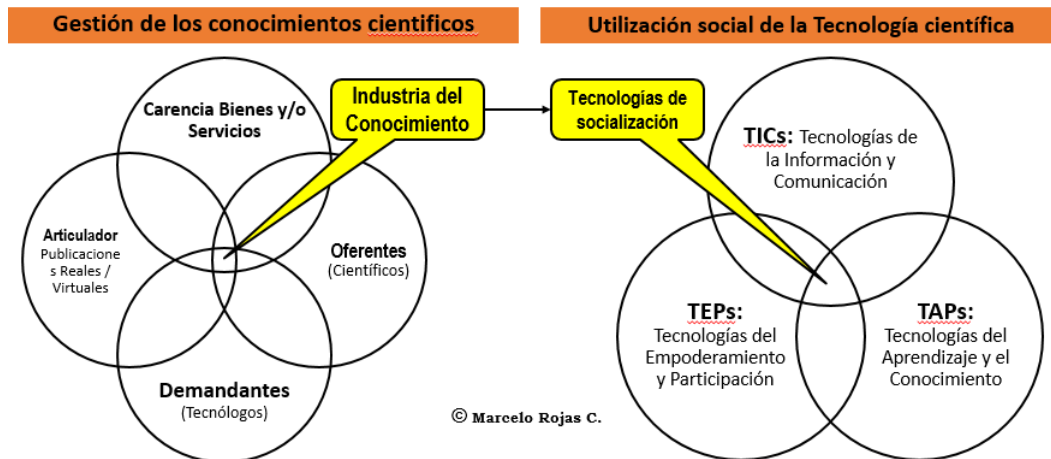 Gestión de los conocimientos cientificos
Carencia Bienes y/o
Servicios
Industria del
Conocimiento
Articulador
Publicacione
s Reales /
Virtuales
Oferentes
(Científicos)
Demandantes
(Tecnólogos)
© Marcelo Rojas C.
Utilización social de la Tecnología científica
Tecnologías de
socialización
TICs: Tecnologías de
la Información y
Comunicación
TEPs:
Tecnologías del
Empoderamiento
y Participación
TAPs:
Tecnologías del
Aprendizaje y el
Conocimiento